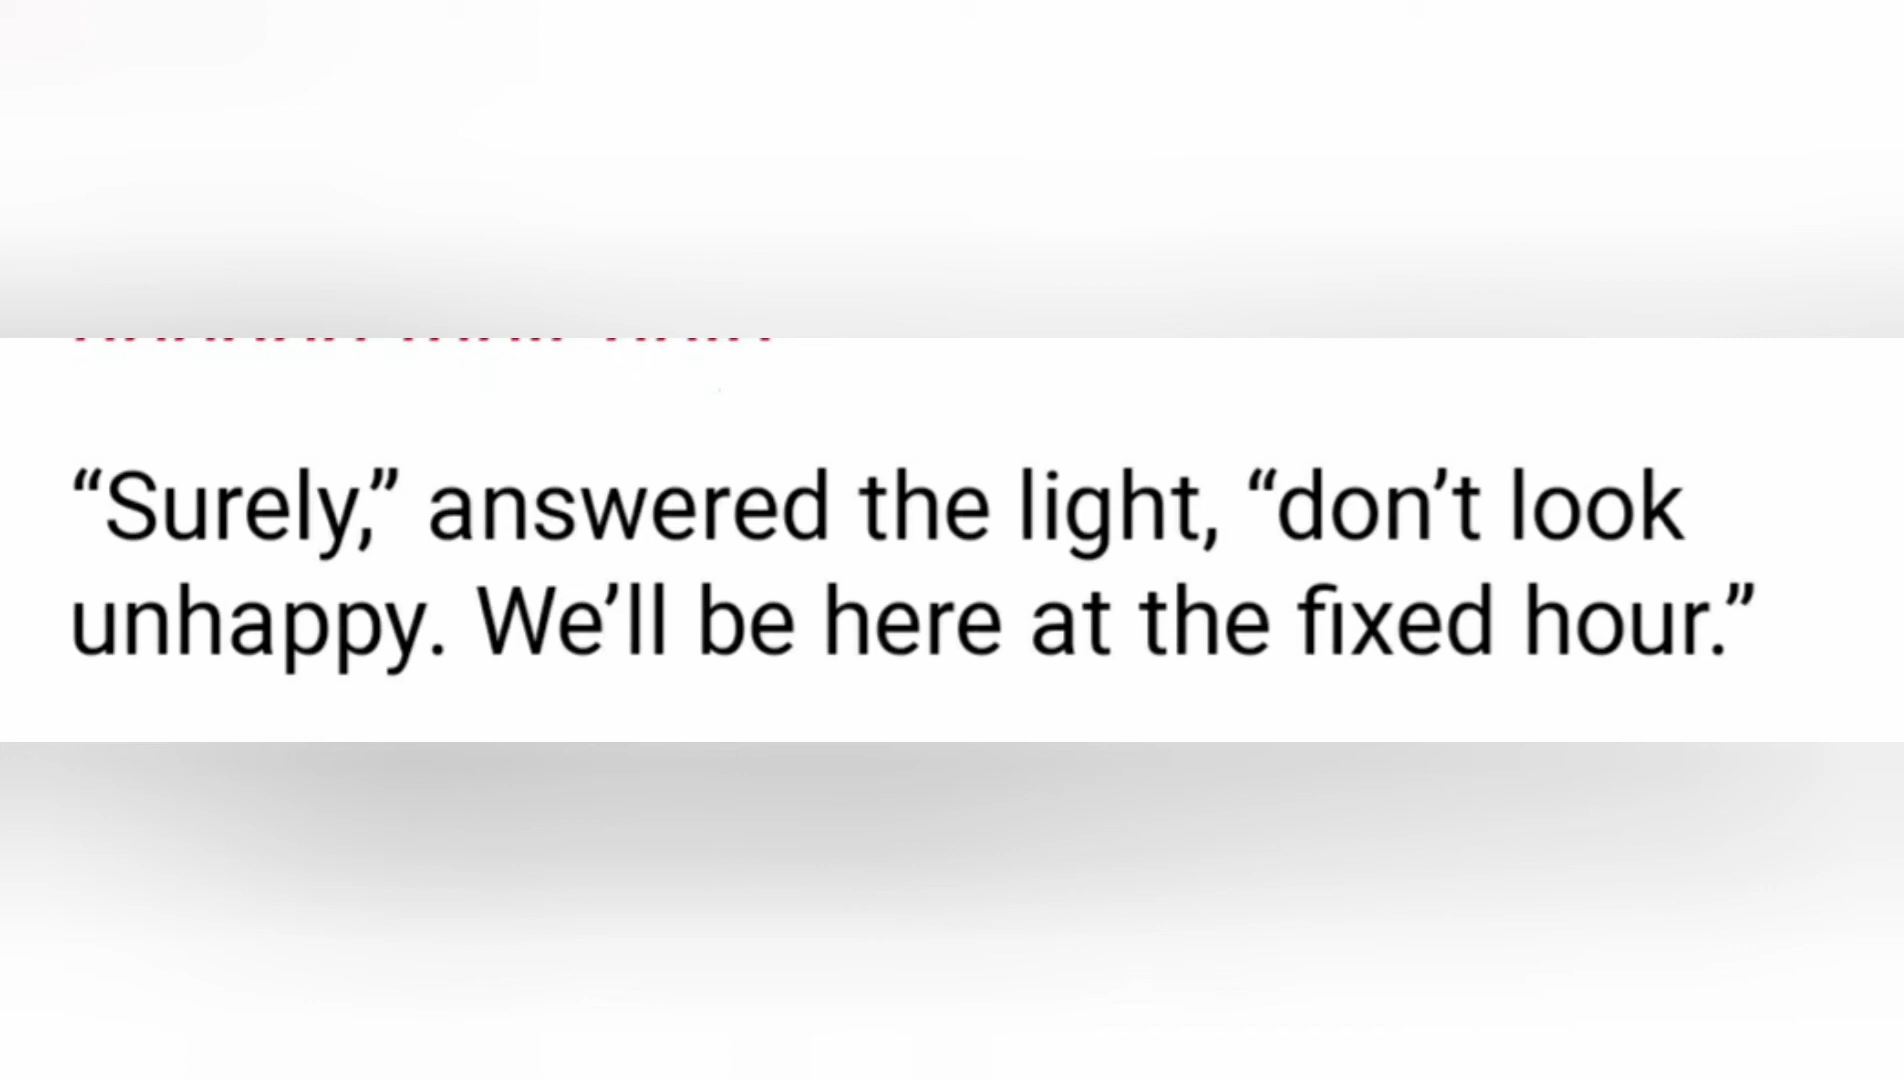 “Surely,” answered the light, “don’t look
unhappy. We’ll be here at the fixed hour.”